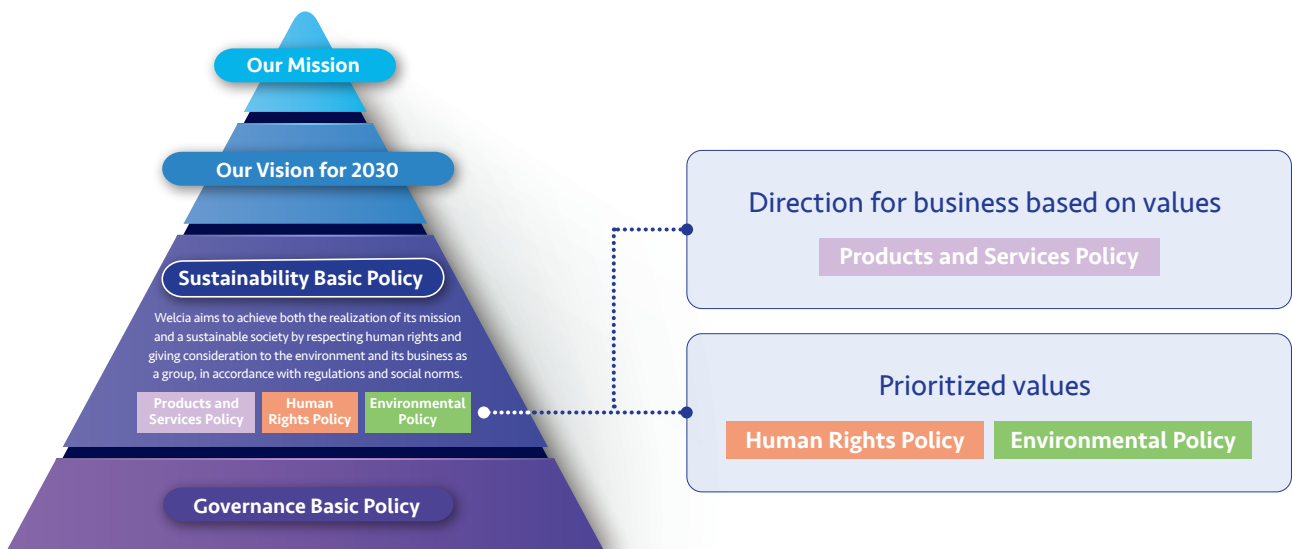 Our Mission
Our Vision for 2030
Sustainability Basic Policy
Welcia aims to achieve both the realization of its mission
and a sustainable society by respecting human rights and
giving consideration to the environment and its business as
a group, in accordance with regulations and social norms.
Products and
Services Policy
Human
Rights Policy
Environmental
Policy
Governance Basic Policy
Direction for business based on values
Products and Services Policy
Prioritized values
Human Rights Policy
Environmental Policy